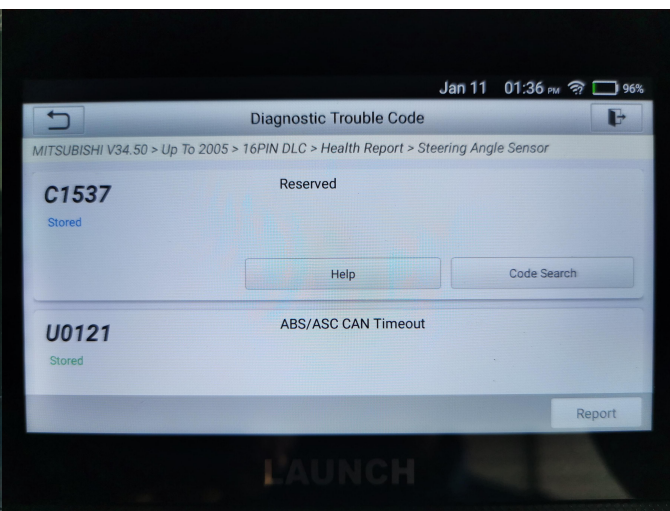 Jan 11 01:36 PM 96%
Diagnostic Trouble Code
MITSUBISHI V34.50 > Up To 2005 > 16PIN DLC > Health Report > Steering Angle Sensor
C1537 Reserved
Stored
Help Code Search
U0121 ABS/ASC CAN Timeout
Stored
Report
LAUNCH